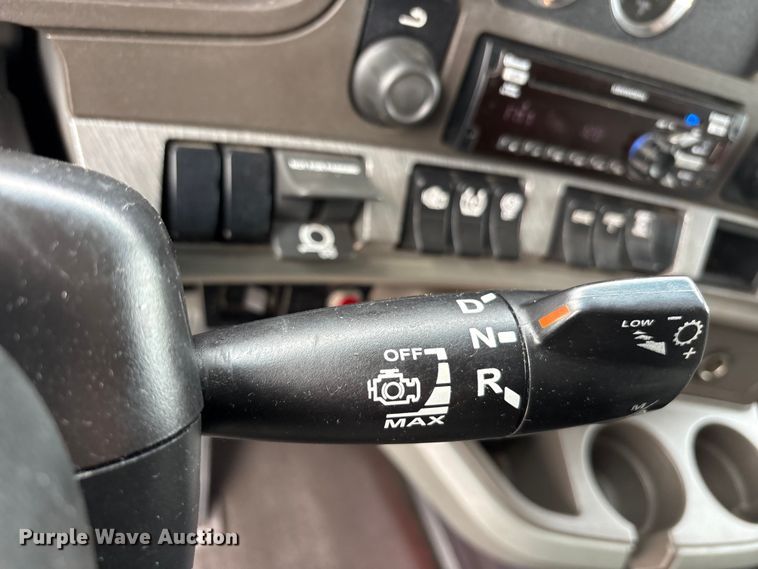 D
N
R
OFF
MAX
LOW
-
+
M/
Purple Wave Auction